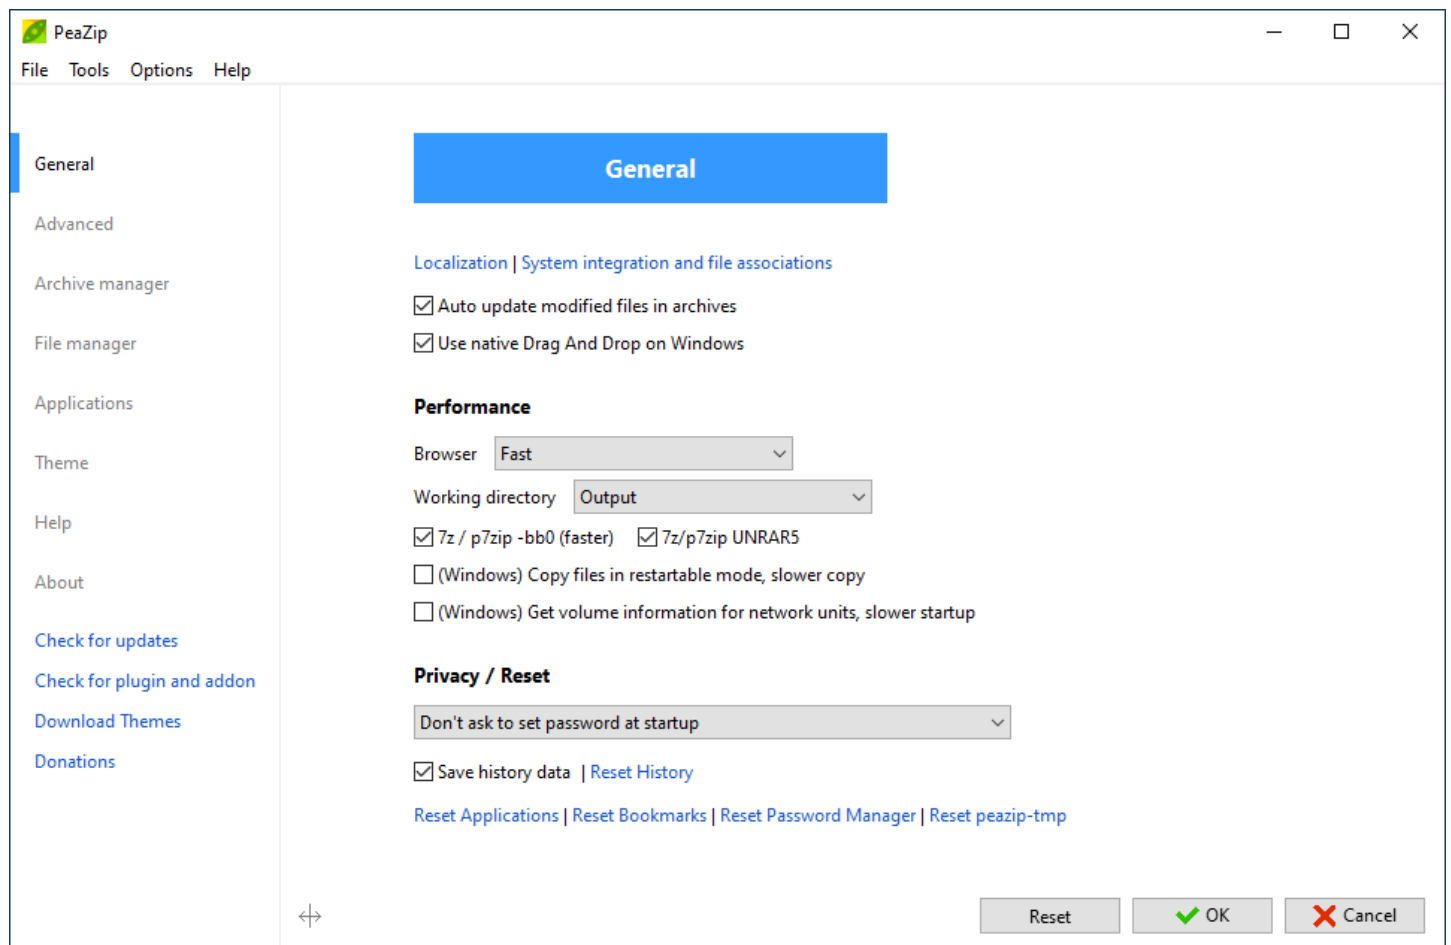 PeaZip
File Tools Options Help
General
Advanced
Archive manager
File manager
Applications
Theme
Help
About
Check for updates
Check for plugin and addon
Download Themes
Donations
General
Localization | System integration and file associations
Auto update modified files in archives
Use native Drag And Drop on Windows
Performance
Browser Fast
Working directory Output
7z / p7zip -bb0 (faster) 7z/p7zip UNRAR5
(Windows) Copy files in restartable mode, slower copy
(Windows) Get volume information for network units, slower startup
Privacy / Reset
Don't ask to set password at startup
Save history data | Reset History
Reset Applications | Reset Bookmarks | Reset Password Manager | Reset peazip-tmp
Reset OK Cancel